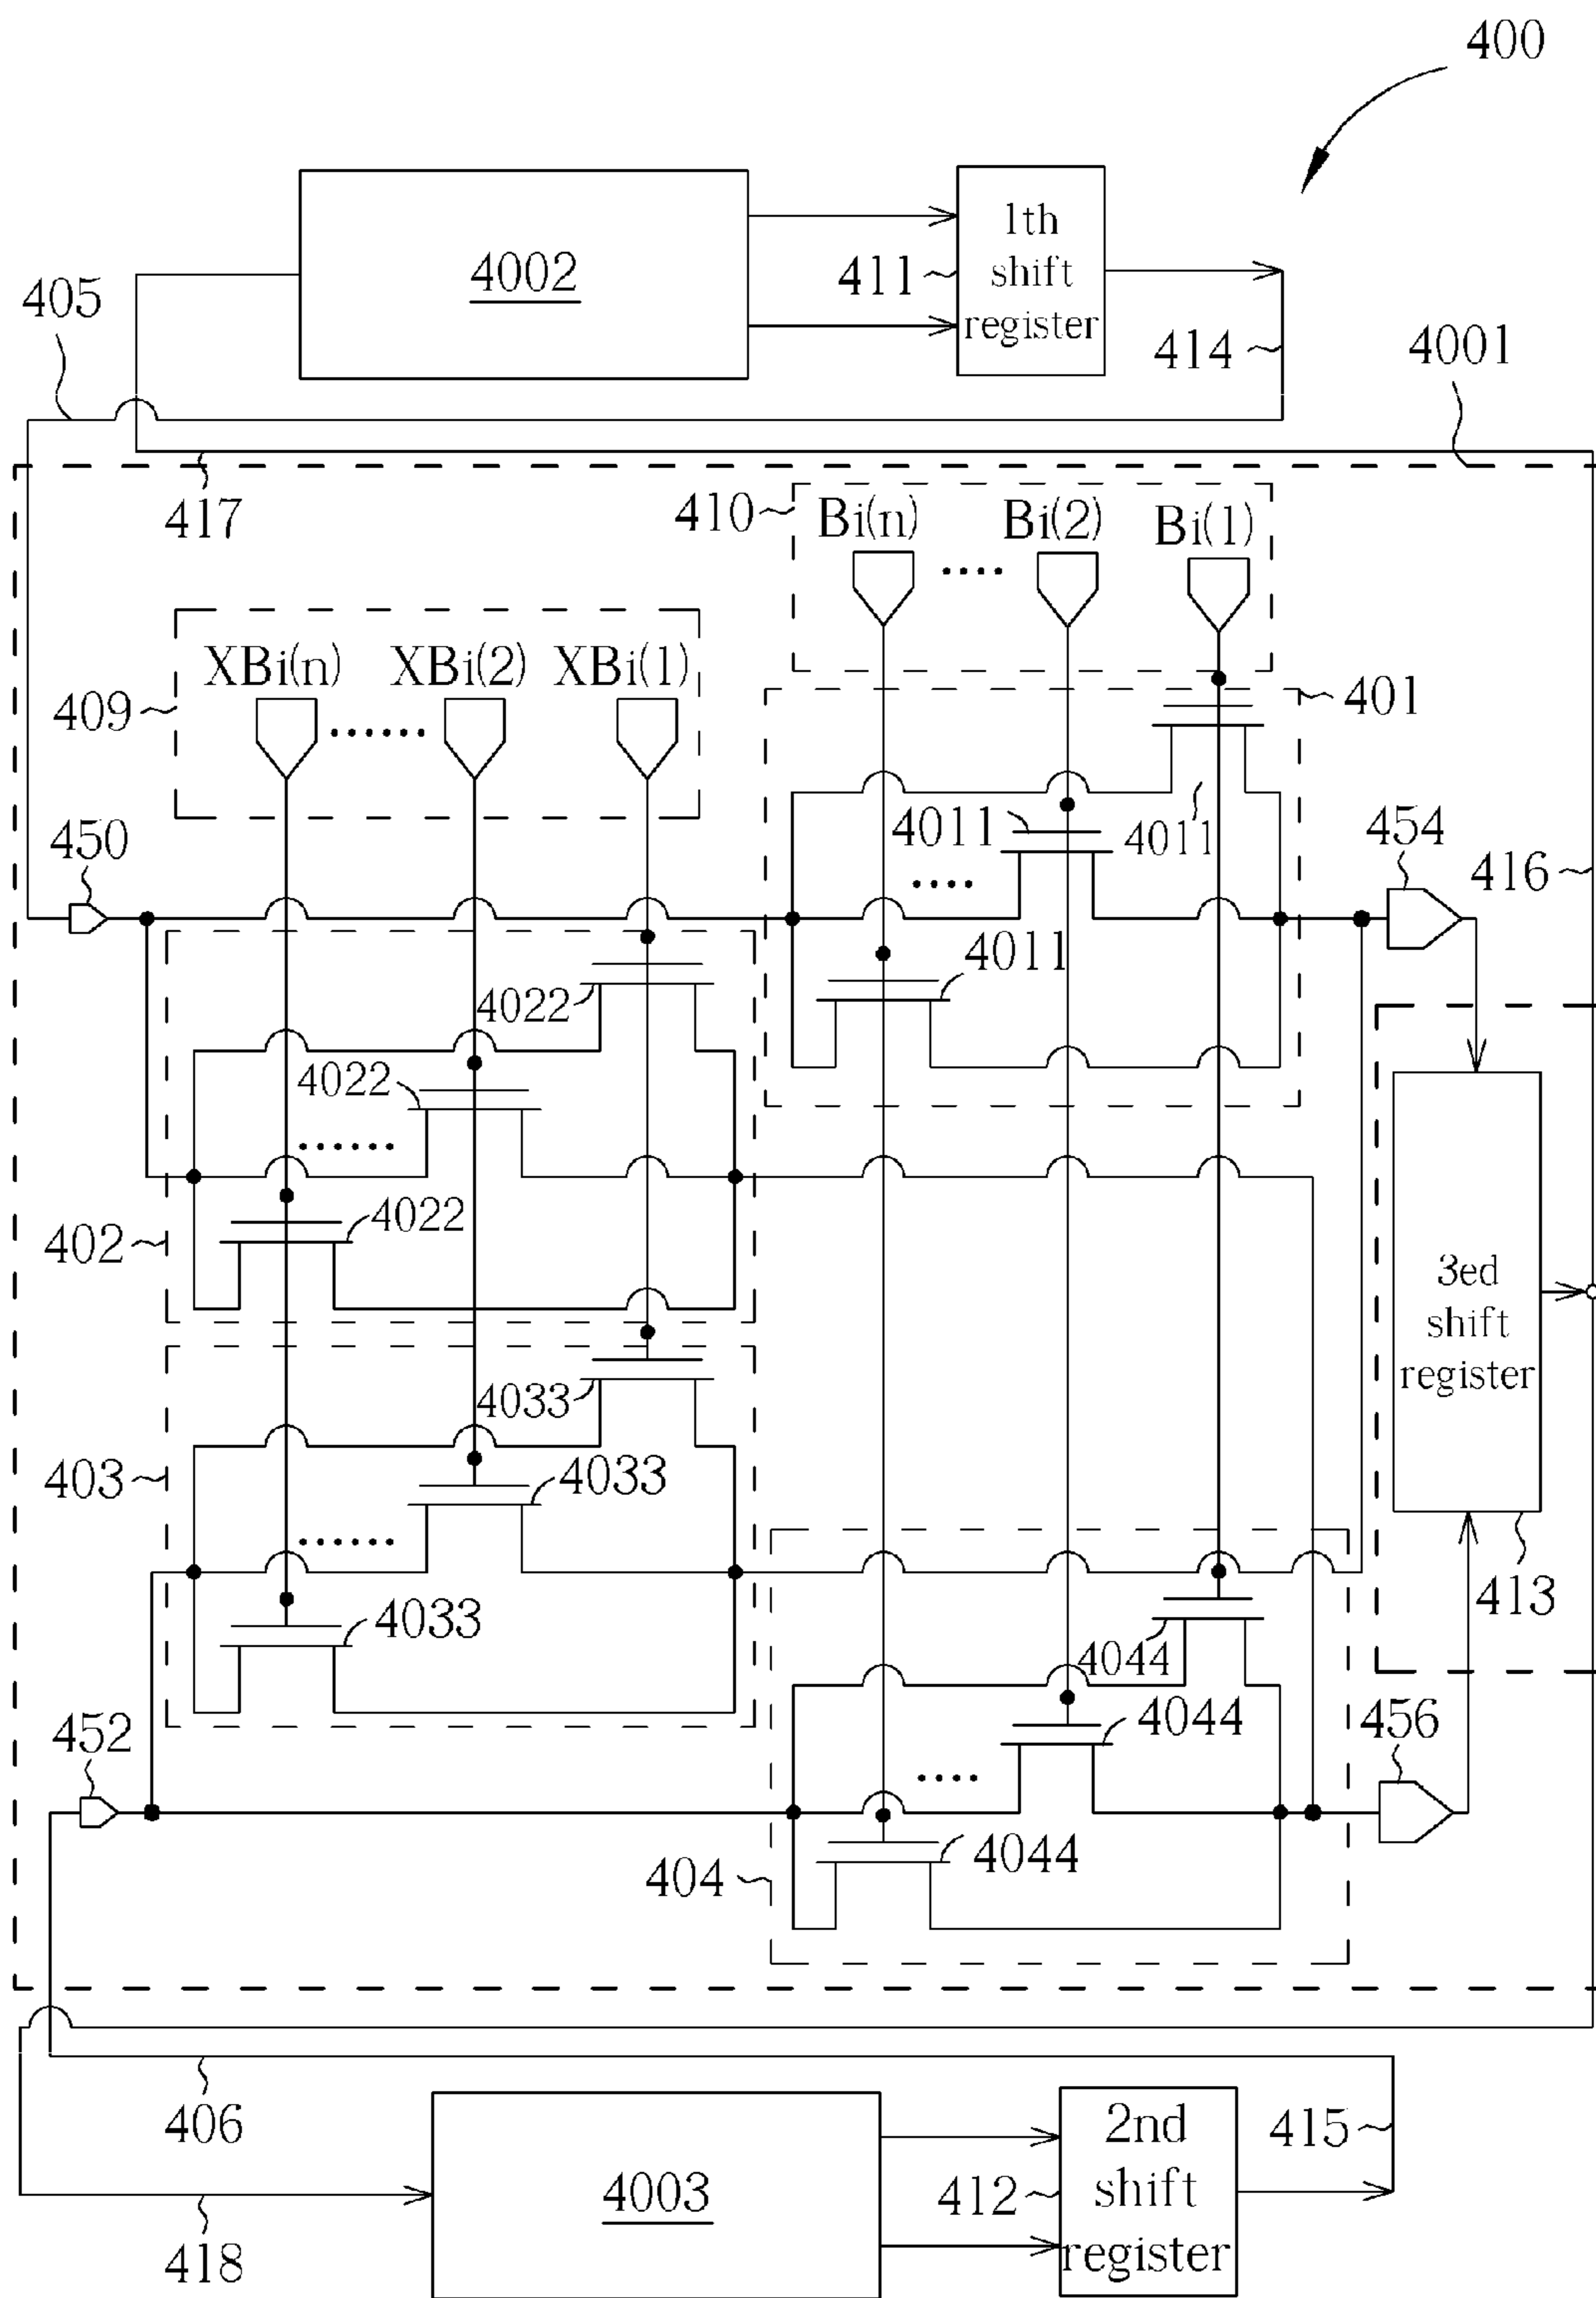 400
4002
1th
shift
register
411
414
405
4001
417
410
Bi(n)
Bi(2)
Bi(1)
....
409
XBi(n)
XBi(2)
XBi(1)
......
401
4011
4011
....
454
416
450
4011
4022
4022
......
4022
402
3ed
shift
register
4033
403
4033
......
413
4033
4044
452
4044
456
....
4044
404
406
415
4003
412
2nd
shift
register
418